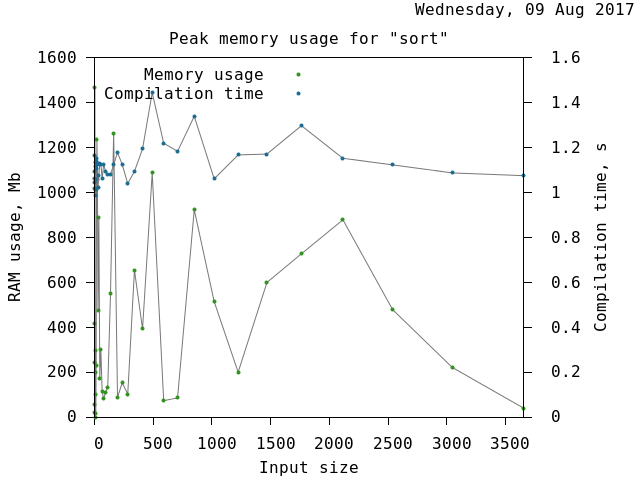 Wednesday, 09 Aug 2017
Peak memory usage for "sort"
Memory usage
Compilation time
RAM usage, Mb
1600
1400
1200
1000
800
600
400
200
0
Compilation time, s
1.6
1.4
1.2
1
0.8
0.6
0.4
0.2
0
0 500 1000 1500 2000 2500 3000 3500
Input size